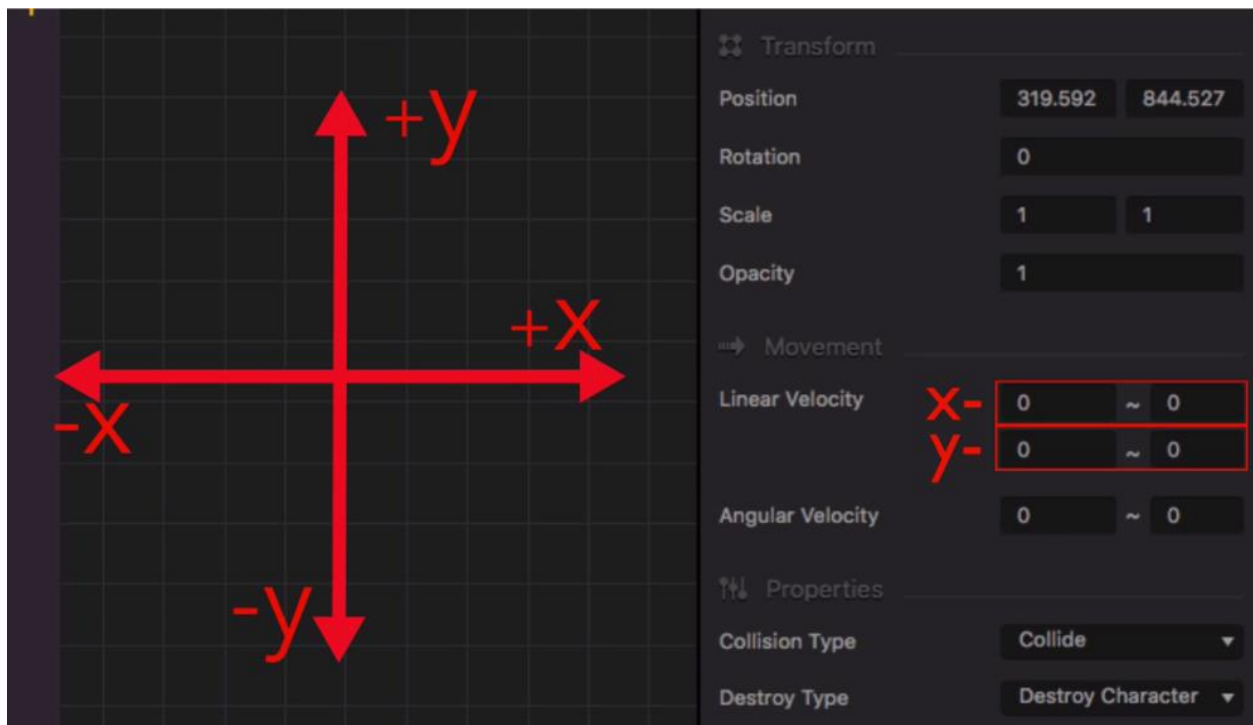 +y
+x
-x
-y
Transform
Position 319.592 844.527
Rotation 0
Scale 1 1
Opacity 1
Movement
Linear Velocity x- 0 ~ 0
y- 0 ~ 0
Angular Velocity 0 ~ 0
Properties
Collision Type Collide
Destroy Type Destroy Character